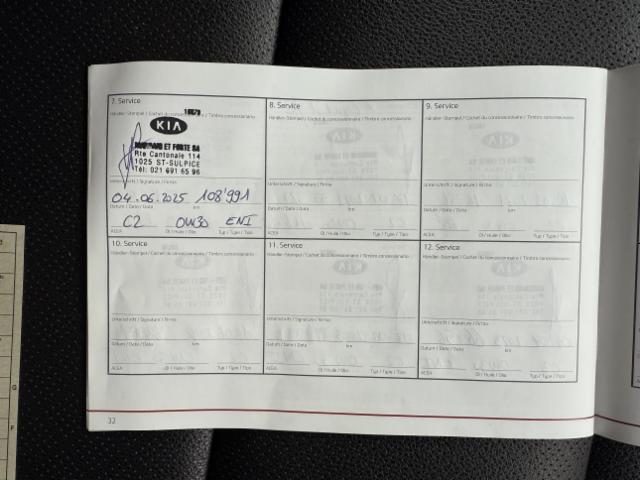 7. Service
Händler-Stempel / Cachet du concessionnaire / Timbro concessionario
KIA
ET FORTE SA
Rte Cantonale 114
1025 ST-SULPICE
Tél: 021 691 65 96
Unterschrift / Signature / Firma
04.06.2025 108'991
Datum / Date / Data km
C2 0W30 ENI
ACEA Öl / Huile / Olio Typ / Type / Tipo
8. Service
Händler-Stempel / Cachet du concessionnaire / Timbro concessionario
Unterschrift / Signature / Firma
Datum / Date / Data km
ACEA Öl / Huile / Olio Typ / Type / Tipo
9. Service
Händler-Stempel / Cachet du concessionnaire / Timbro concessionario
Unterschrift / Signature / Firma
Datum / Date / Data km
ACEA Öl / Huile / Olio Typ / Type / Tipo
10. Service
Händler-Stempel / Cachet du concessionnaire / Timbro concessionario
Unterschrift / Signature / Firma
Datum / Date / Data km
ACEA Öl / Huile / Olio Typ / Type / Tipo
11. Service
Händler-Stempel / Cachet du concessionnaire / Timbro concessionario
Unterschrift / Signature / Firma
Datum / Date / Data km
ACEA Öl / Huile / Olio Typ / Type / Tipo
12. Service
Händler-Stempel / Cachet du concessionnaire / Timbro concessionario
Unterschrift / Signature / Firma
Datum / Date / Data km
ACEA Öl / Huile / Olio Typ / Type / Tipo
32